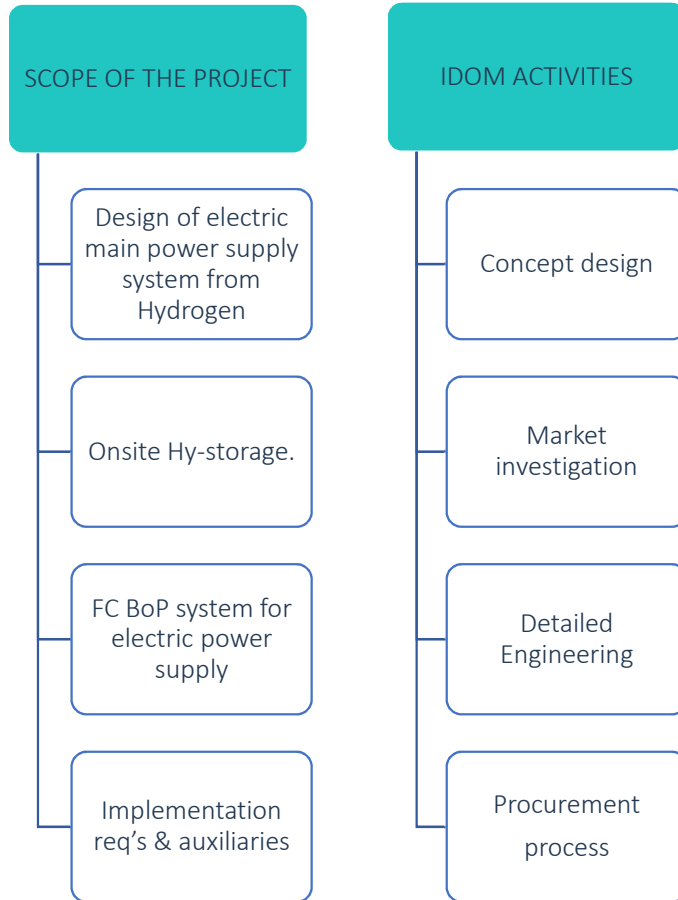 SCOPE OF THE PROJECT
Design of electric
main power supply
system from
Hydrogen
Onsite Hy-storage.
FC BoP system for
electric power
supply
Implementation
req’s & auxiliaries
IDOM ACTIVITIES
Concept design
Market
investigation
Detailed
Engineering
Procurement
process